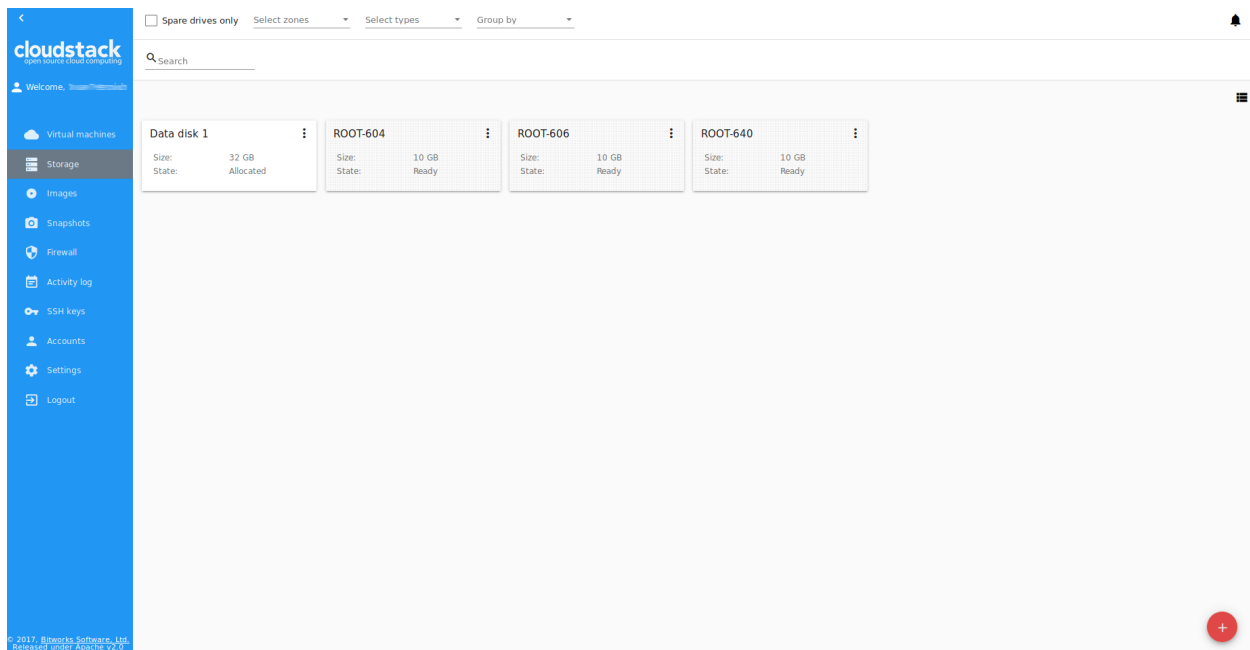 Spare drives only Select zones Select types Group by
cloudstack
open source cloud computing
Search
Welcome,
Data disk 1
Size: 32 GB
State: Allocated
ROOT-604
Size: 10 GB
State: Ready
ROOT-606
Size: 10 GB
State: Ready
ROOT-640
Size: 10 GB
State: Ready
Virtual machines
Storage
Images
Snapshots
Firewall
Activity log
SSH keys
Accounts
Settings
Logout
© 2017, Bitworks Software, Ltd.
Released under Apache v2.0